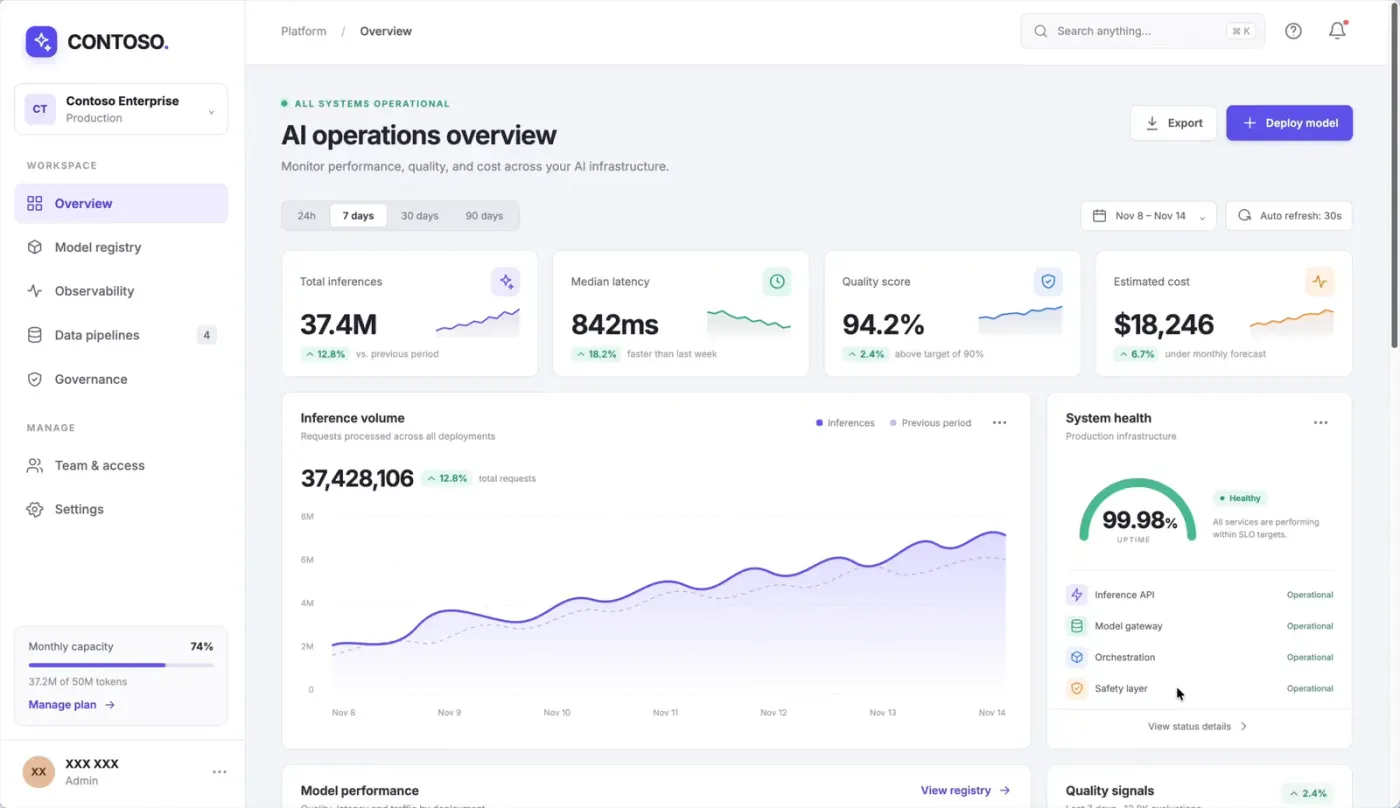 CONTOSO.
CT
Contoso Enterprise
Production
WORKSPACE
Overview
Model registry
Observability
Data pipelines 4
Governance
MANAGE
Team & access
Settings
Monthly capacity 74%
37.2M of 50M tokens
Manage plan →
XX
XXX XXX
Admin
Platform / Overview
Search anything... ⌘ K
ALL SYSTEMS OPERATIONAL
AI operations overview
Monitor performance, quality, and cost across your AI infrastructure.
Export
+ Deploy model
24h 7 days 30 days 90 days
Nov 8 – Nov 14
Auto refresh: 30s
Total inferences
37.4M
12.8% vs. previous period
Median latency
842ms
18.2% faster than last week
Quality score
94.2%
2.4% above target of 90%
Estimated cost
$18,246
6.7% under monthly forecast
Inference volume
Requests processed across all deployments
Inferences Previous period
37,428,106 12.8% total requests
8M
6M
4M
2M
0
Nov 8 Nov 9 Nov 10 Nov 11 Nov 12 Nov 13 Nov 14
System health
Production infrastructure
99.98%
UPTIME
Healthy
All services are performing
within SLO targets.
Inference API Operational
Model gateway Operational
Orchestration Operational
Safety layer Operational
View status details
Model performance
View registry →
Quality signals
2.4%